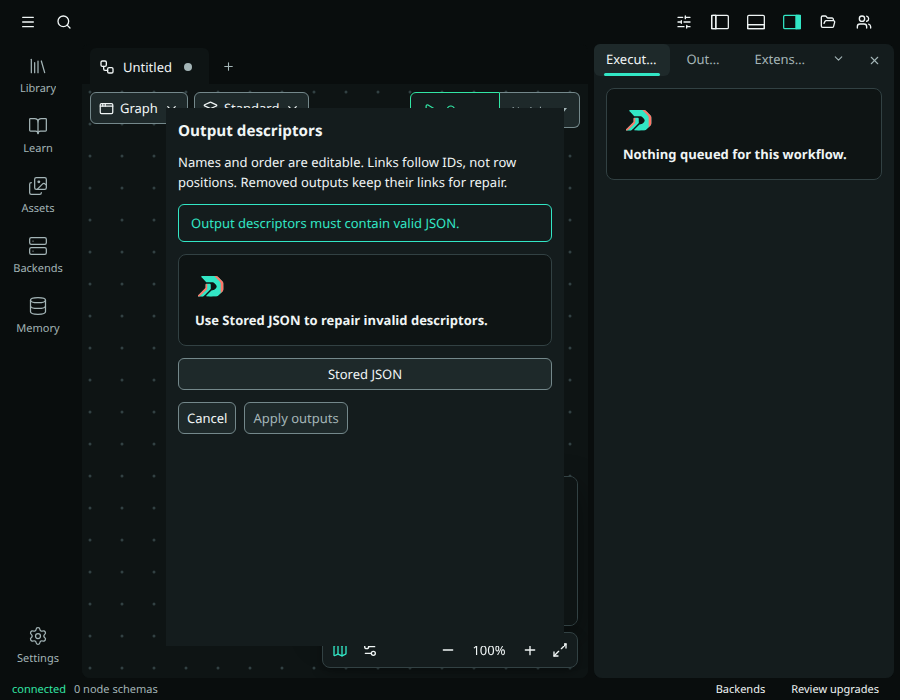 Untitled
Execut...
Out...
Extens...
Library
Learn
Assets
Backends
Memory
Settings
Graph
Standard
Output descriptors
Names and order are editable. Links follow IDs, not row
positions. Removed outputs keep their links for repair.
Output descriptors must contain valid JSON.
Use Stored JSON to repair invalid descriptors.
Stored JSON
Cancel
Apply outputs
Nothing queued for this workflow.
100%
connected
0 node schemas
Backends
Review upgrades